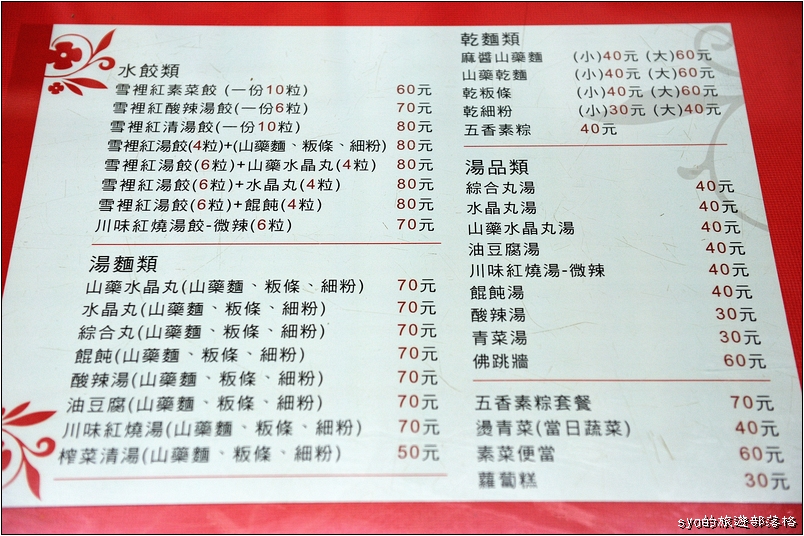 水餃類
雪裡紅素菜餃 (一份10粒) 60元
雪裡紅酸辣湯餃 (一份6粒) 70元
雪裡紅清湯餃 (一份10粒) 80元
雪裡紅湯餃(4粒)+(山藥麵、粄條、細粉) 80元
雪裡紅湯餃(6粒)+山藥水晶丸(4粒) 80元
雪裡紅湯餃(6粒)+水晶丸(4粒) 80元
雪裡紅湯餃(6粒)+餛飩(4粒) 80元
川味紅燒湯餃-微辣(6粒) 70元
湯麵類
山藥水晶丸(山藥麵、粄條、細粉) 70元
水晶丸(山藥麵、粄條、細粉) 70元
綜合丸(山藥麵、粄條、細粉) 70元
餛飩(山藥麵、粄條、細粉) 70元
酸辣湯(山藥麵、粄條、細粉) 70元
油豆腐(山藥麵、粄條、細粉) 70元
川味紅燒湯(山藥麵、粄條、細粉) 70元
榨菜清湯(山藥麵、粄條、細粉) 50元
乾麵類
麻醬山藥麵 (小)40元 (大)60元
山藥乾麵 (小)40元 (大)60元
乾粄條 (小)40元 (大)60元
乾細粉 (小)30元 (大)40元
五香素粽 40元
湯品類
綜合丸湯 40元
水晶丸湯 40元
山藥水晶丸湯 40元
油豆腐湯 40元
川味紅燒湯-微辣 40元
餛飩湯 40元
酸辣湯 30元
青菜湯 30元
佛跳牆 60元
五香素粽套餐 70元
燙青菜(當日蔬菜) 40元
素菜便當 60元
蘿蔔糕 30元
的旅遊部落格